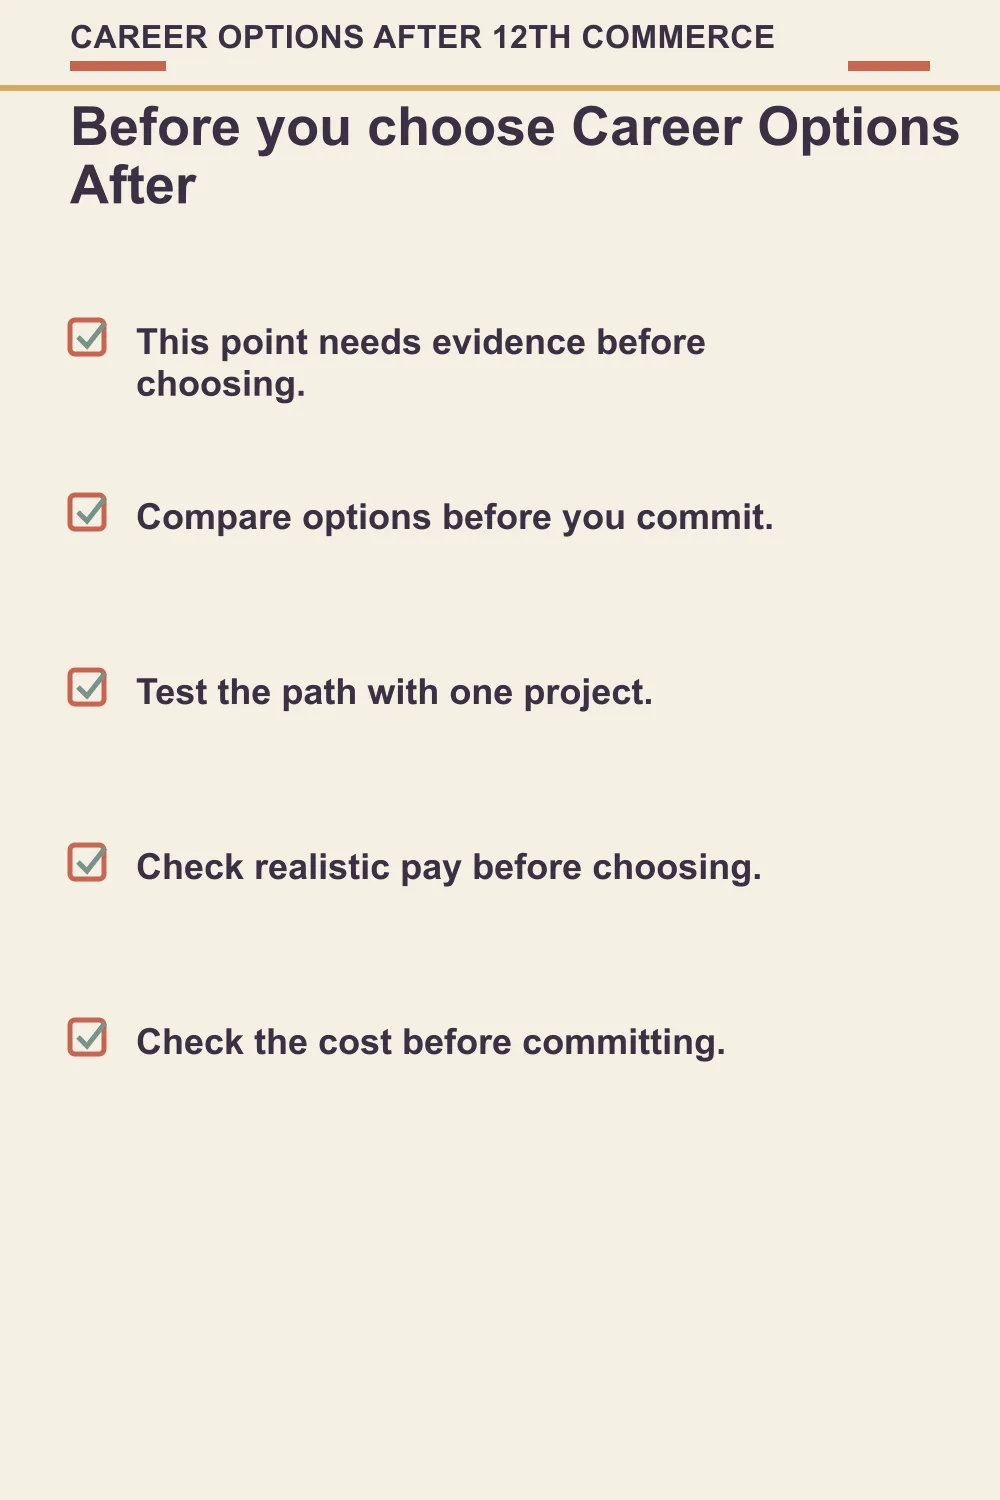 CAREER OPTIONS AFTER 12TH COMMERCE
Before you choose Career Options
After
This point needs evidence before
choosing.
Compare options before you commit.
Test the path with one project.
Check realistic pay before choosing.
Check the cost before committing.